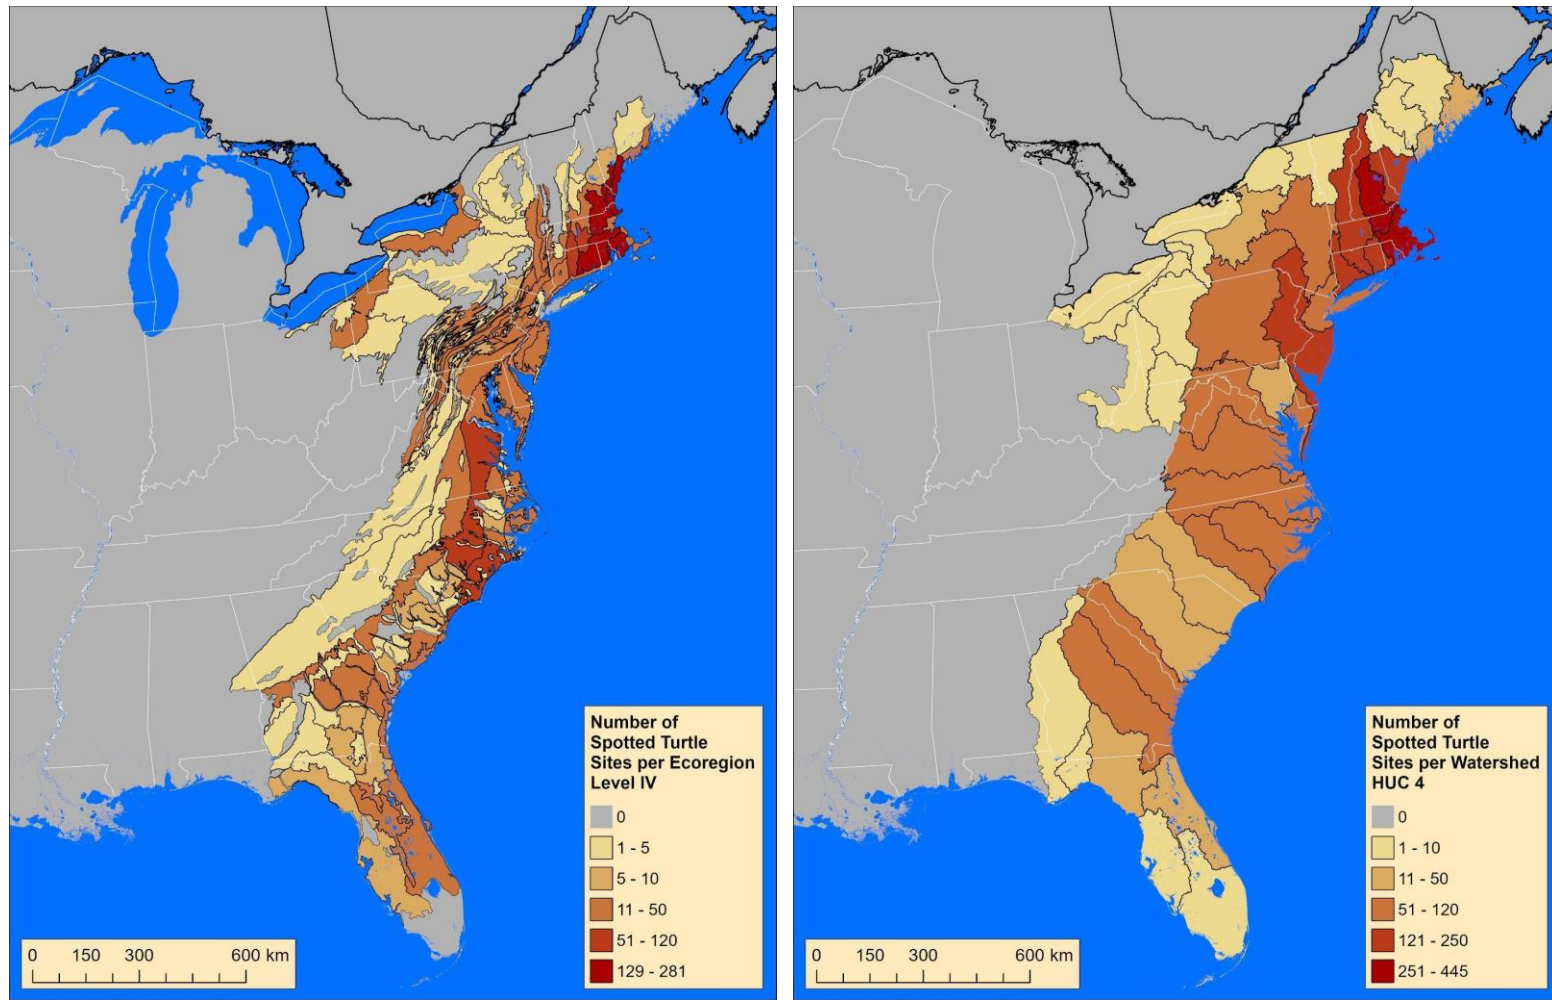 Number of
Spotted Turtle
Sites per Ecoregion
Level IV
0
1 - 5
5 - 10
11 - 50
51 - 120
129 - 281
0 150 300 600 km
Number of
Spotted Turtle
Sites per Watershed
HUC 4
0
1 - 10
11 - 50
51 - 120
121 - 250
251 - 445
0 150 300 600 km